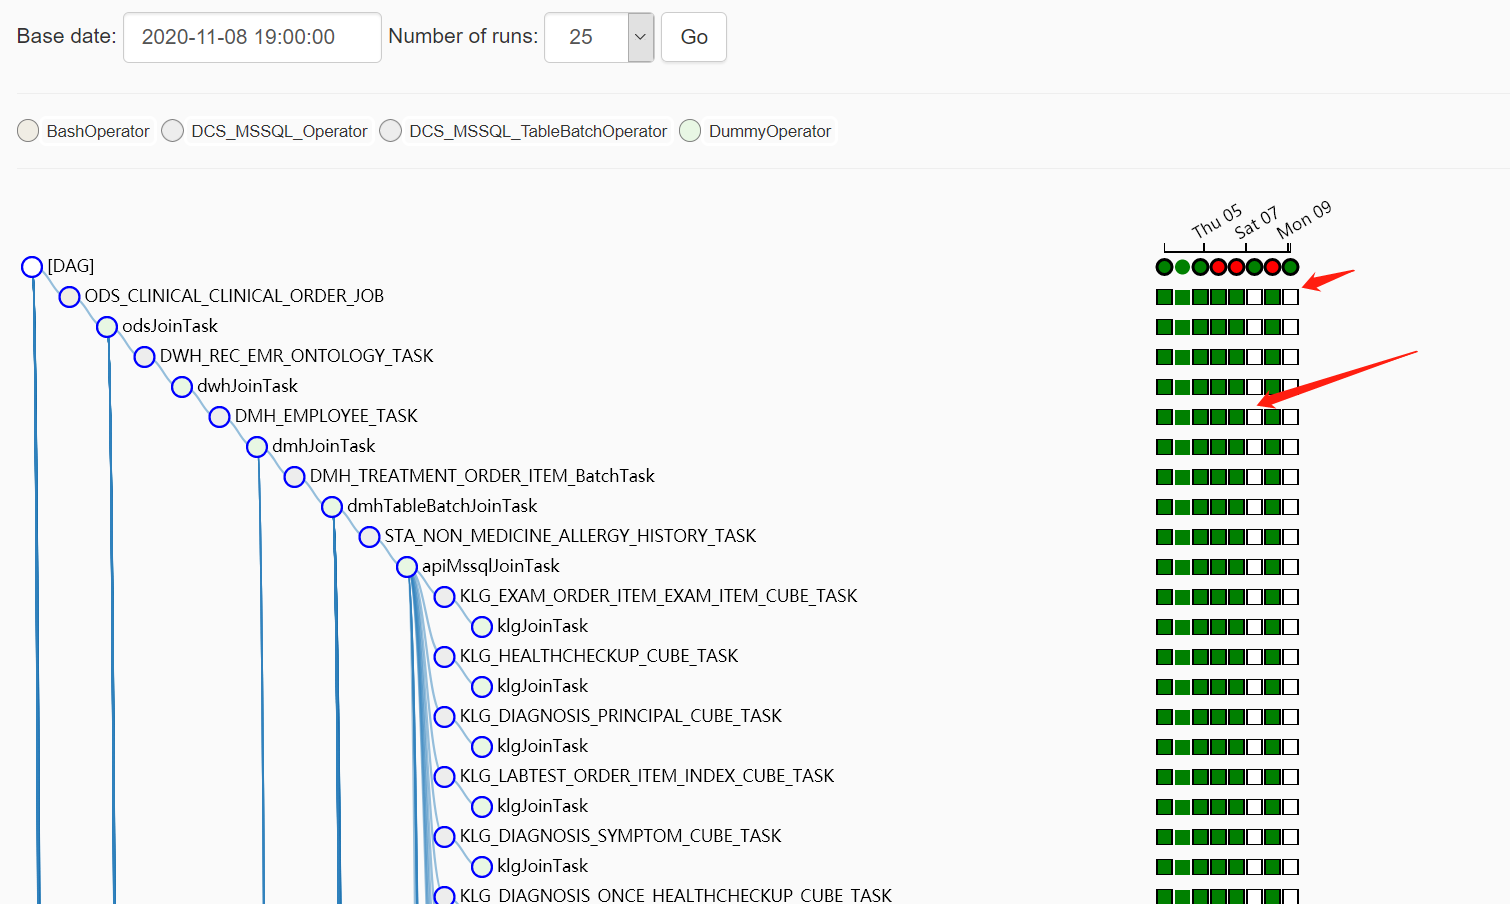 Base date: 2020-11-08 19:00:00 Number of runs: 25 Go
BashOperator DCS_MSSQL_Operator DCS_MSSQL_TableBatchOperator DummyOperator
Thu 05 Sat 07 Mon 09
[DAG]
ODS_CLINICAL_CLINICAL_ORDER_JOB
odsJoinTask
DWH_REC_EMR_ONTOLOGY_TASK
dwhJoinTask
DMH_EMPLOYEE_TASK
dmhJoinTask
DMH_TREATMENT_ORDER_ITEM_BatchTask
dmhTableBatchJoinTask
STA_NON_MEDICINE_ALLERGY_HISTORY_TASK
apiMssqlJoinTask
KLG_EXAM_ORDER_ITEM_EXAM_ITEM_CUBE_TASK
klgJoinTask
KLG_HEALTHCHECKUP_CUBE_TASK
klgJoinTask
KLG_DIAGNOSIS_PRINCIPAL_CUBE_TASK
klgJoinTask
KLG_LABTEST_ORDER_ITEM_INDEX_CUBE_TASK
klgJoinTask
KLG_DIAGNOSIS_SYMPTOM_CUBE_TASK
klgJoinTask
KLG_DIAGNOSIS_ONCE_HEALTHCHECKUP_CUBE_TASK